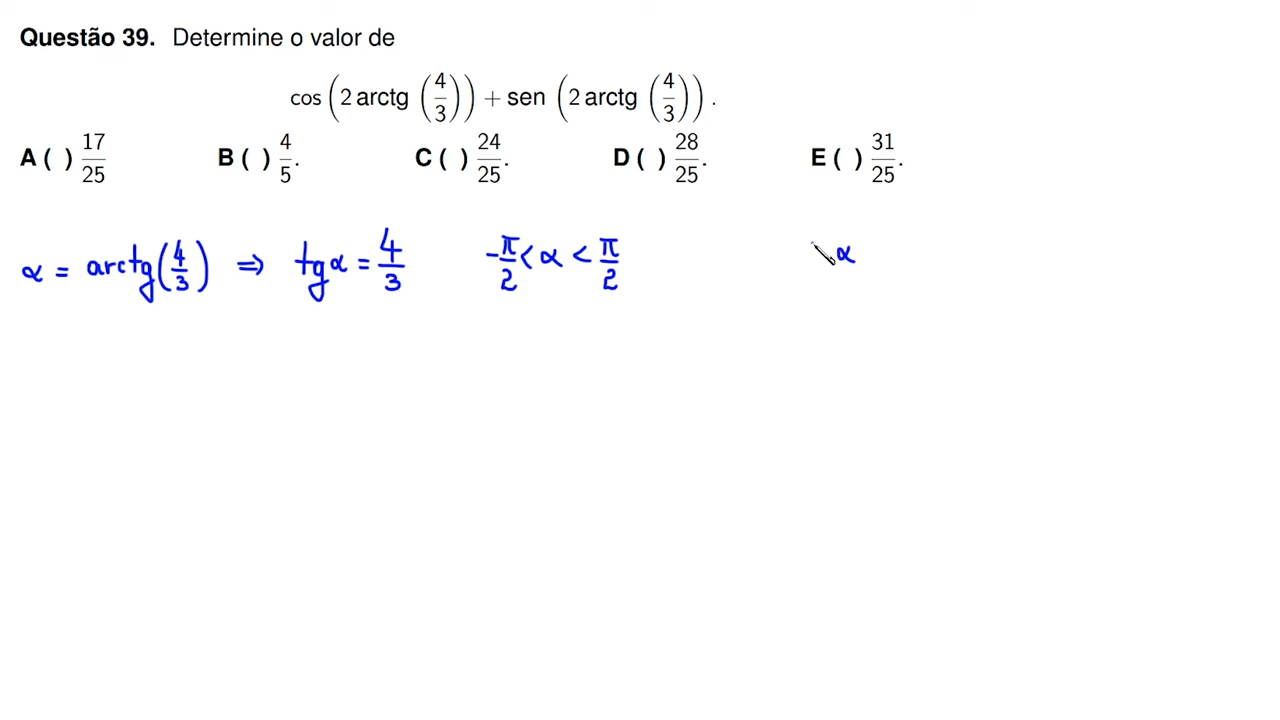 Questão 39. Determine o valor de
cos(2 arctg (4/3)) + sen (2 arctg (4/3)).
A ( ) 17/25 B ( ) 4/5. C ( ) 24/25. D ( ) 28/25. E ( ) 31/25.
α = arctg(4/3) ⇒ tgα = 4/3 -π/2 < α < π/2 α